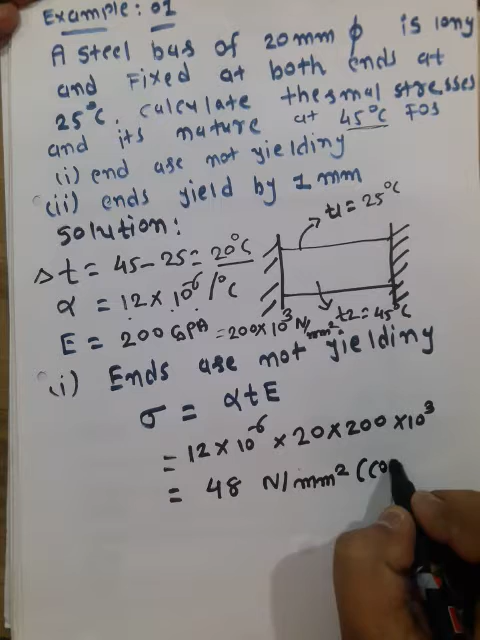 Example: 01
A steel bar of 20mm ϕ is long
and fixed at both ends at
25°C. calculate thermal stresses
and its nature at 45°C FOS
(i) end are not yielding
(ii) ends yield by 1mm
solution:
t1 = 25°C
Δt = 45-25 = 20°C
α = 12 × 10⁻⁶ /°C
t2 = 45°C
E = 200 GPA = 200×10³ N/mm²
(i) Ends are not yielding
σ = αtE
= 12 × 10⁻⁶ × 20 × 200 × 10³
= 48 N/mm² (co